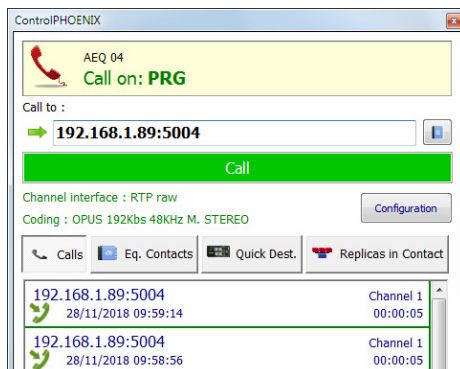 ControlPHOENIX
AEQ 04
Call on: PRG
Call to :
192.168.1.89:5004
Call
Channel interface : RTP raw
Coding : OPUS 192Kbs 48KHz M. STEREO
Configuration
Calls Eq. Contacts Quick Dest. Replicas in Contact
192.168.1.89:5004 Channel 1
28/11/2018 09:59:14 00:00:05
192.168.1.89:5004 Channel 1
28/11/2018 09:58:56 00:00:05